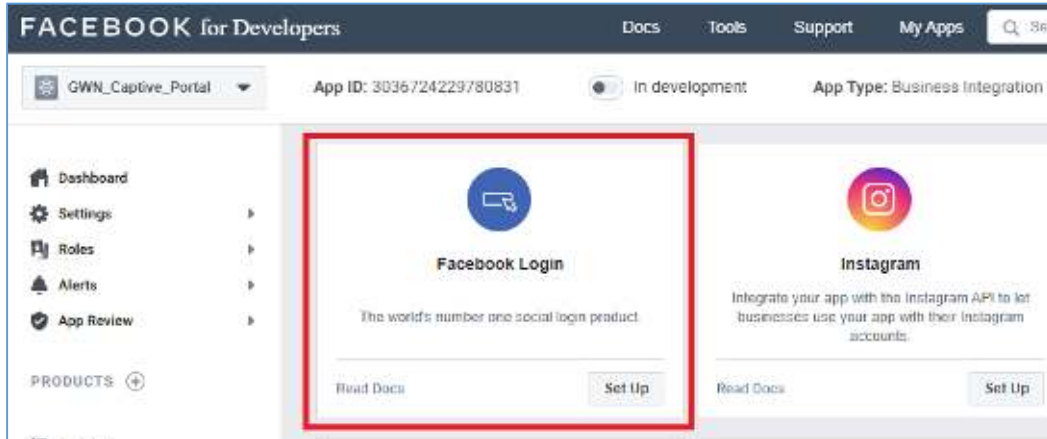 FACEBOOK for Developers
Docs Tools Support My Apps Se
GWN_Captive_Portal App ID: 3036724229780831 In development App Type: Business Integration
Dashboard
Settings
Roles
Alerts
App Review
PRODUCTS
Facebook Login
The world's number one social login product
Read Docs Set Up
Instagram
Integrate your app with the Instagram API to let
businesses use your app with their Instagram
accounts.
Read Docs Set Up